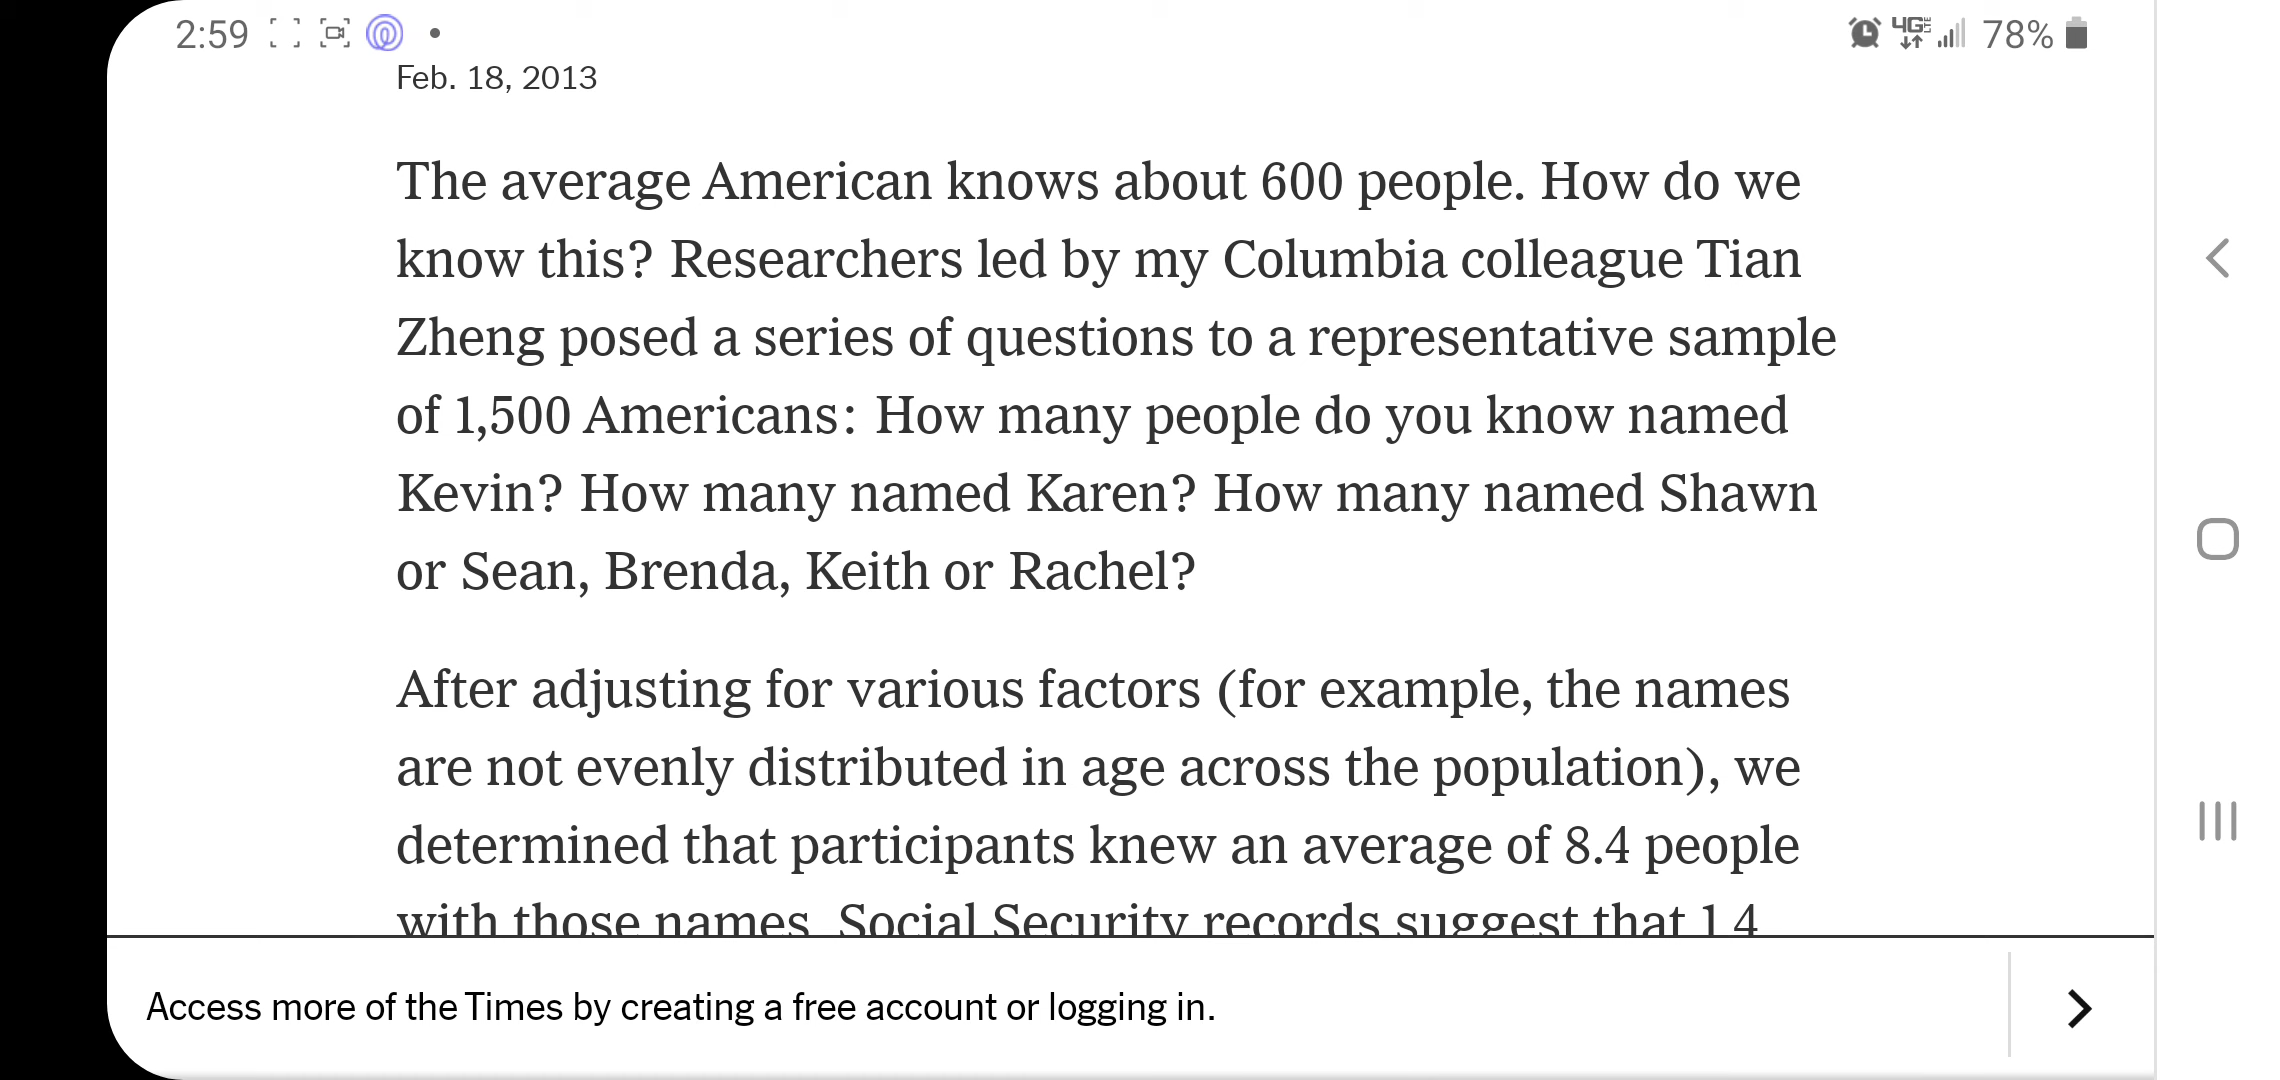 2:59 4G LTE 78%
Feb. 18, 2013
The average American knows about 600 people. How do we
know this? Researchers led by my Columbia colleague Tian
Zheng posed a series of questions to a representative sample
of 1,500 Americans: How many people do you know named
Kevin? How many named Karen? How many named Shawn
or Sean, Brenda, Keith or Rachel?
After adjusting for various factors (for example, the names
are not evenly distributed in age across the population), we
determined that participants knew an average of 8.4 people
with those names. Social Security records suggest that 1.4
Access more of the Times by creating a free account or logging in.